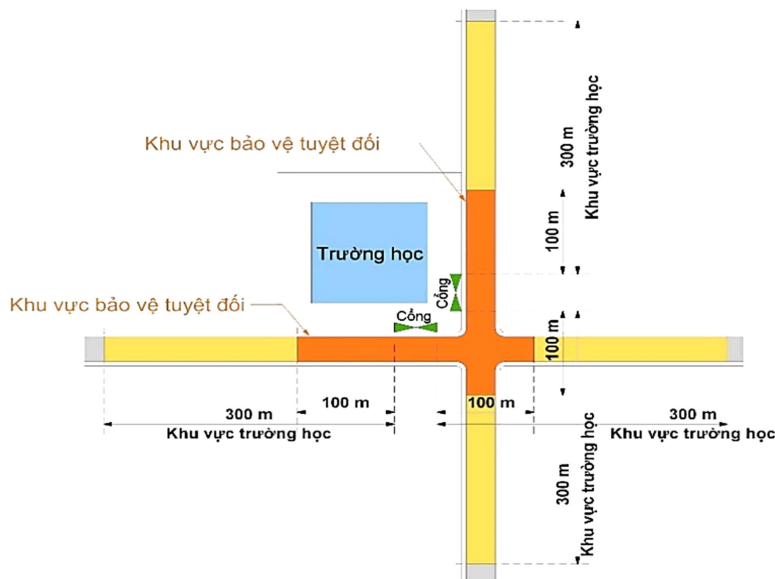 Khu vực bảo vệ tuyệt đối
300 m
Khu vực trường học
100 m
Trường học
Cổng
Khu vực bảo vệ tuyệt đối
Cổng
100 m
100 m
100 m
300 m
Khu vực trường học
300 m
Khu vực trường học
300 m
Khu vực trường học